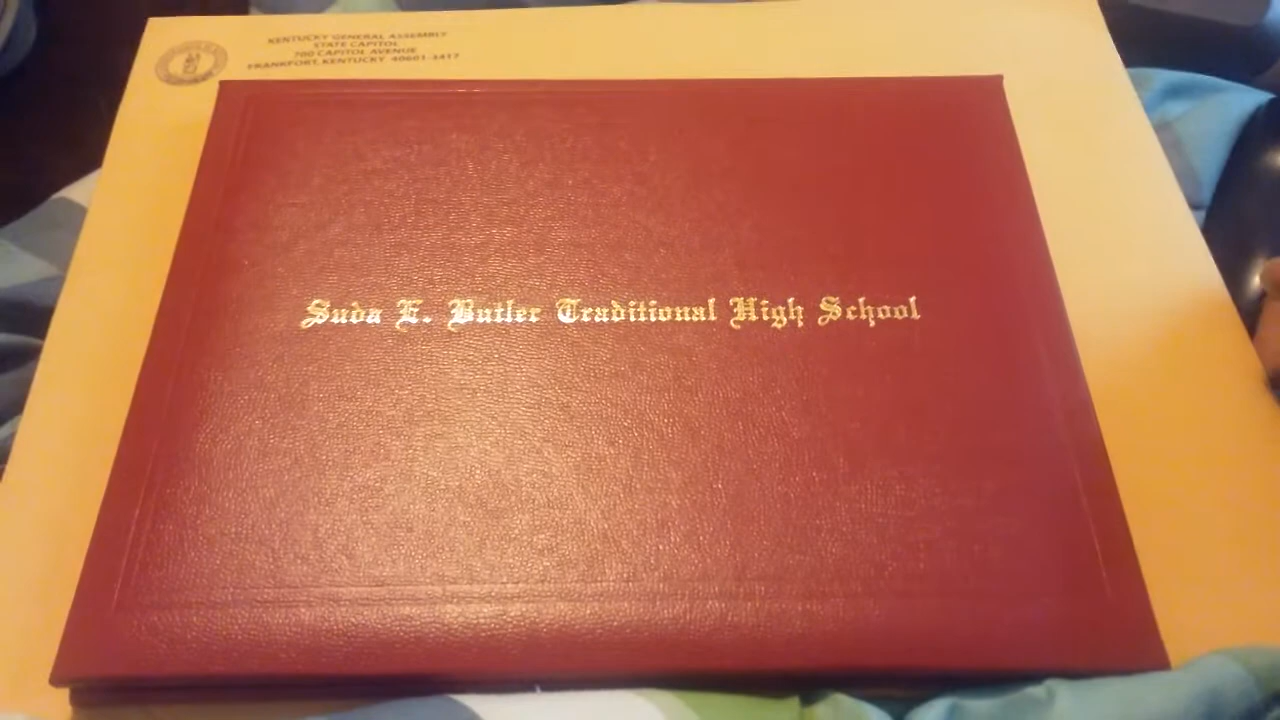 KENTUCKY GENERAL ASSEMBLY
STATE CAPITOL
700 CAPITOL AVENUE
FRANKFORT, KENTUCKY 40601-3417
Suda E. Butler Traditional High School